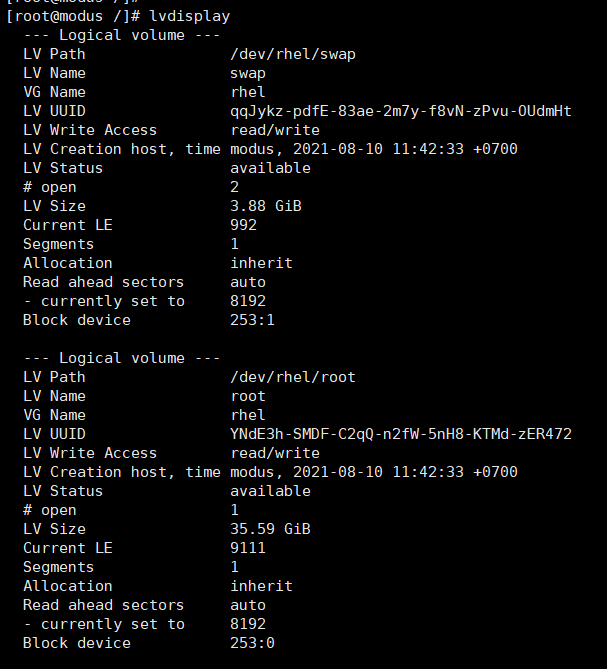 [root@modus /]#
[root@modus /]# lvdisplay
--- Logical volume ---
LV Path                /dev/rhel/swap
LV Name                swap
VG Name                rhel
LV UUID                qqJykz-pdfE-83ae-2m7y-f8vN-zPvu-OUdmHt
LV Write Access        read/write
LV Creation host, time modus, 2021-08-10 11:42:33 +0700
LV Status              available
# open                 2
LV Size                3.88 GiB
Current LE             992
Segments               1
Allocation             inherit
Read ahead sectors     auto
- currently set to     8192
Block device           253:1
--- Logical volume ---
LV Path                /dev/rhel/root
LV Name                root
VG Name                rhel
LV UUID                YNdE3h-SMDF-C2qQ-n2fW-5nH8-KTMd-zER472
LV Write Access        read/write
LV Creation host, time modus, 2021-08-10 11:42:33 +0700
LV Status              available
# open                 1
LV Size                35.59 GiB
Current LE             9111
Segments               1
Allocation             inherit
Read ahead sectors     auto
- currently set to     8192
Block device           253:0